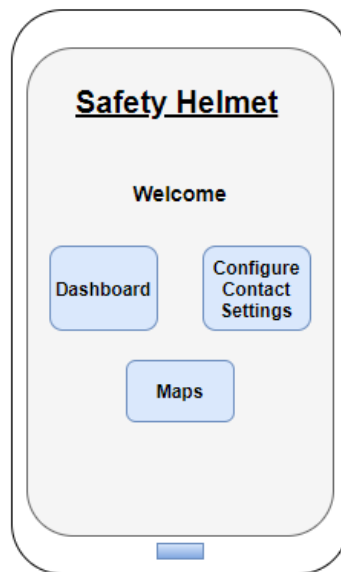 Safety Helmet
Welcome
Dashboard
Configure
Contact
Settings
Maps